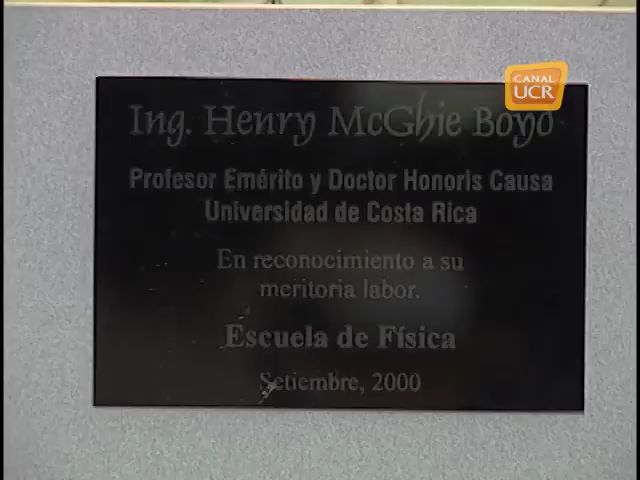 CANAL
UCR
Ing. Henry McGhie Boyd
Profesor Emérito y Doctor Honoris Causa
Universidad de Costa Rica
En reconocimiento a su
meritoria labor.
Escuela de Física
Setiembre, 2000